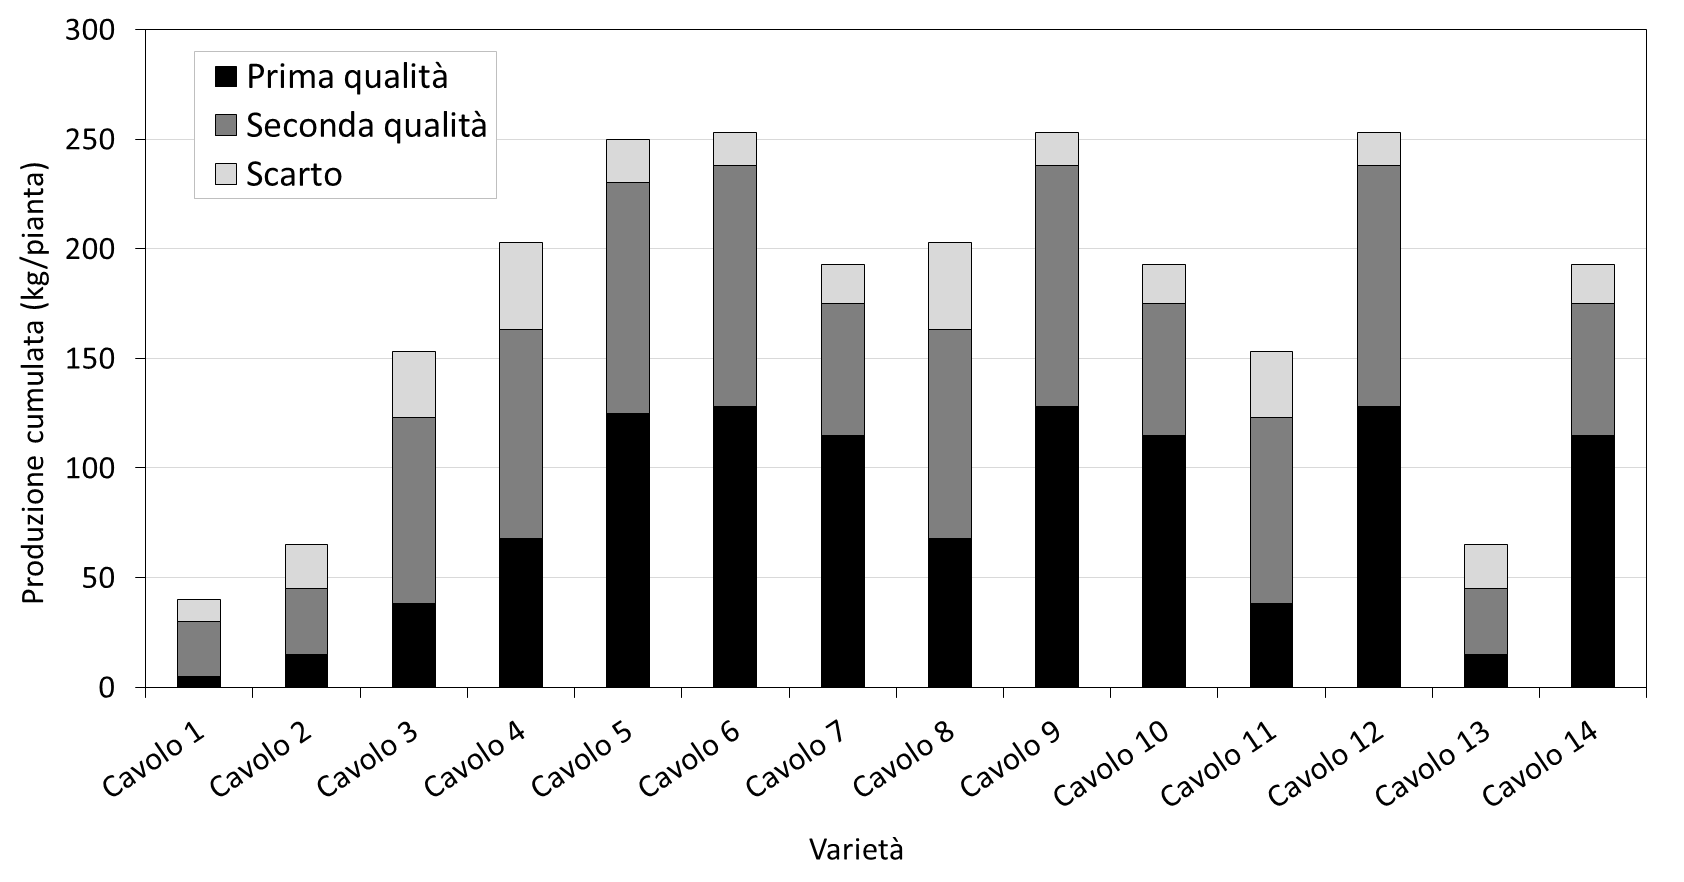 Produzione cumulata (kg/pianta)
300
250
200
150
100
50
0
Prima qualità
Seconda qualità
Scarto
Cavolo 1
Cavolo 2
Cavolo 3
Cavolo 4
Cavolo 5
Cavolo 6
Cavolo 7
Cavolo 8
Cavolo 9
Cavolo 10
Cavolo 11
Cavolo 12
Cavolo 13
Cavolo 14
Varietà